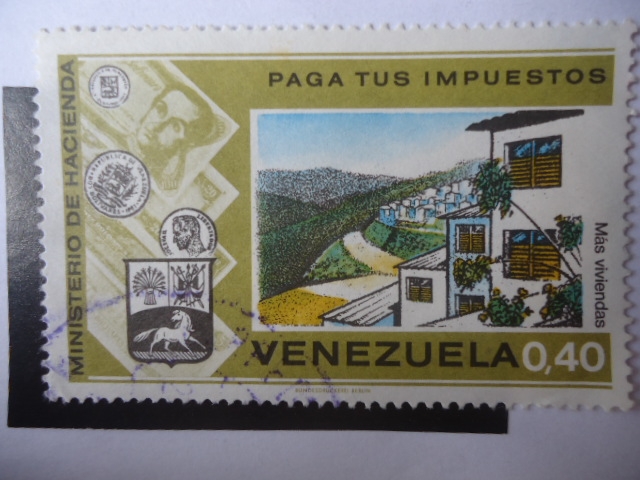 PAGA TUS IMPUESTOS
MINISTERIO DE HACIENDA
Más viviendas
VENEZUELA 0,40